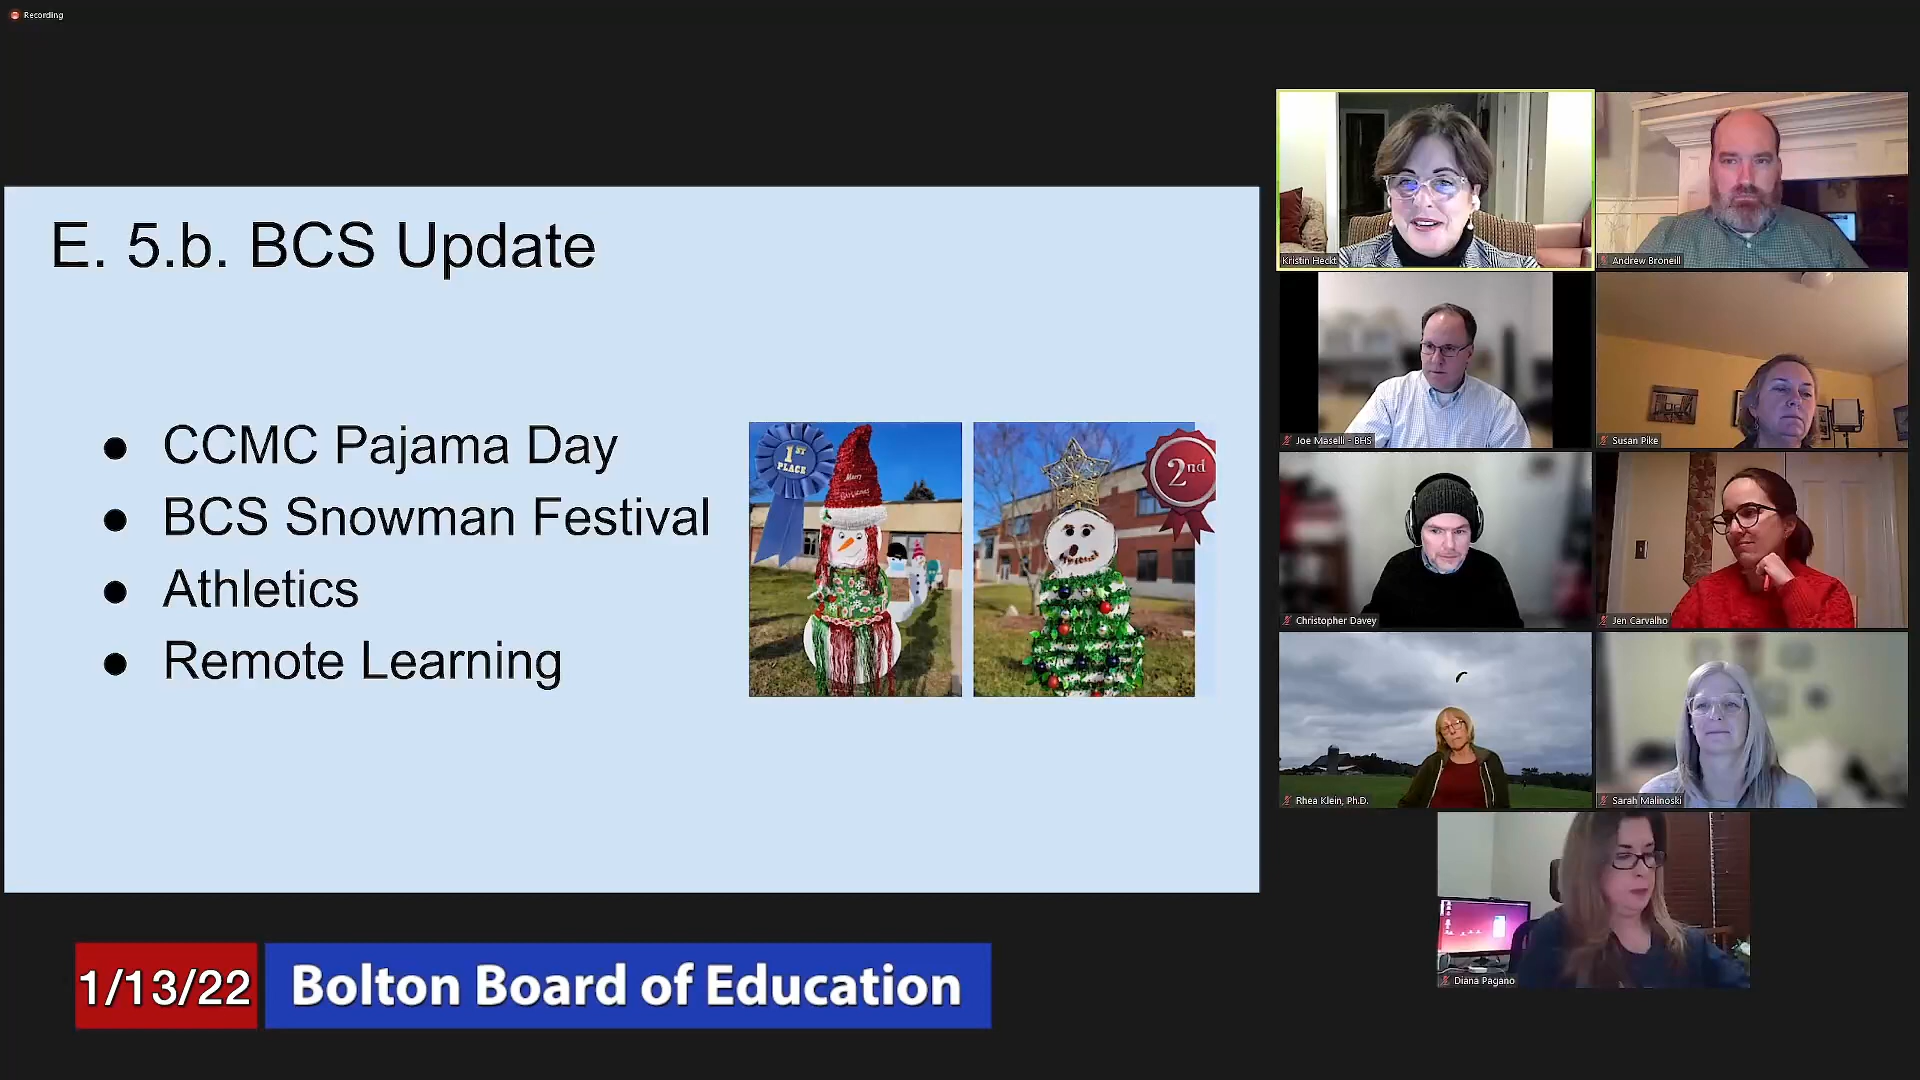 Recording
E. 5.b. BCS Update
● CCMC Pajama Day
● BCS Snowman Festival
● Athletics
● Remote Learning
1ST
PLACE
Merry
Christmas
2nd
Kristin Heckt
Andrew Broneill
Joe Maselli - BHS
Susan Pike
Christopher Davey
Jen Carvalho
Rhea Klein, Ph.D.
Sarah Malinoski
Diana Pagano
1/13/22
Bolton Board of Education